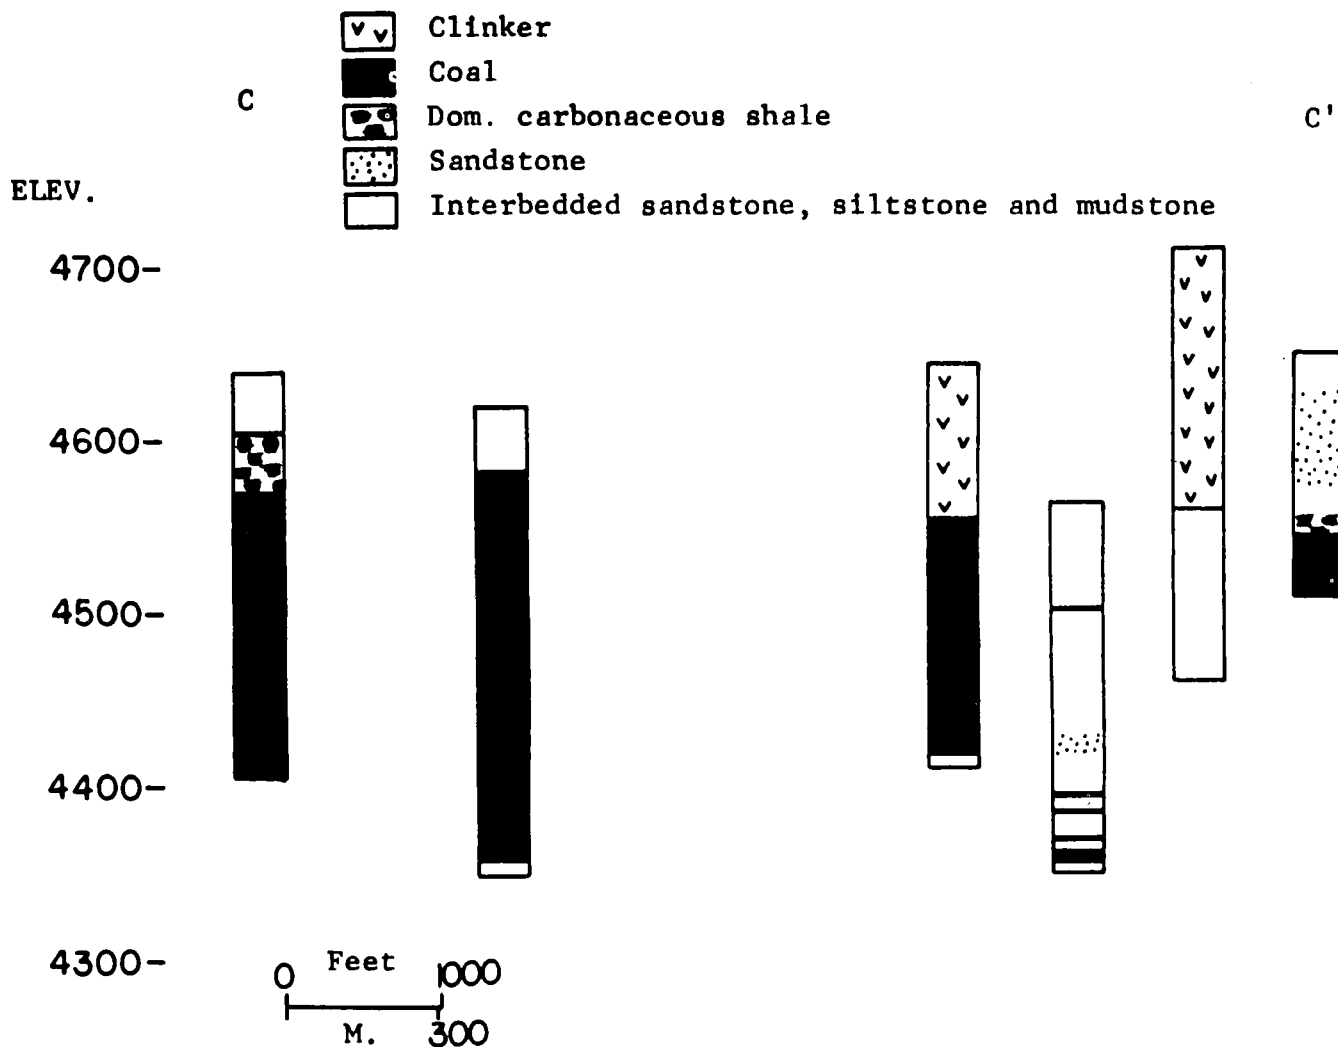 Clinker
Coal
C
Dom. carbonaceous shale
C'
Sandstone
ELEV.
Interbedded sandstone, siltstone and mudstone
4700-
4600-
4500-
4400-
4300-
Feet
0 1000
M. 300